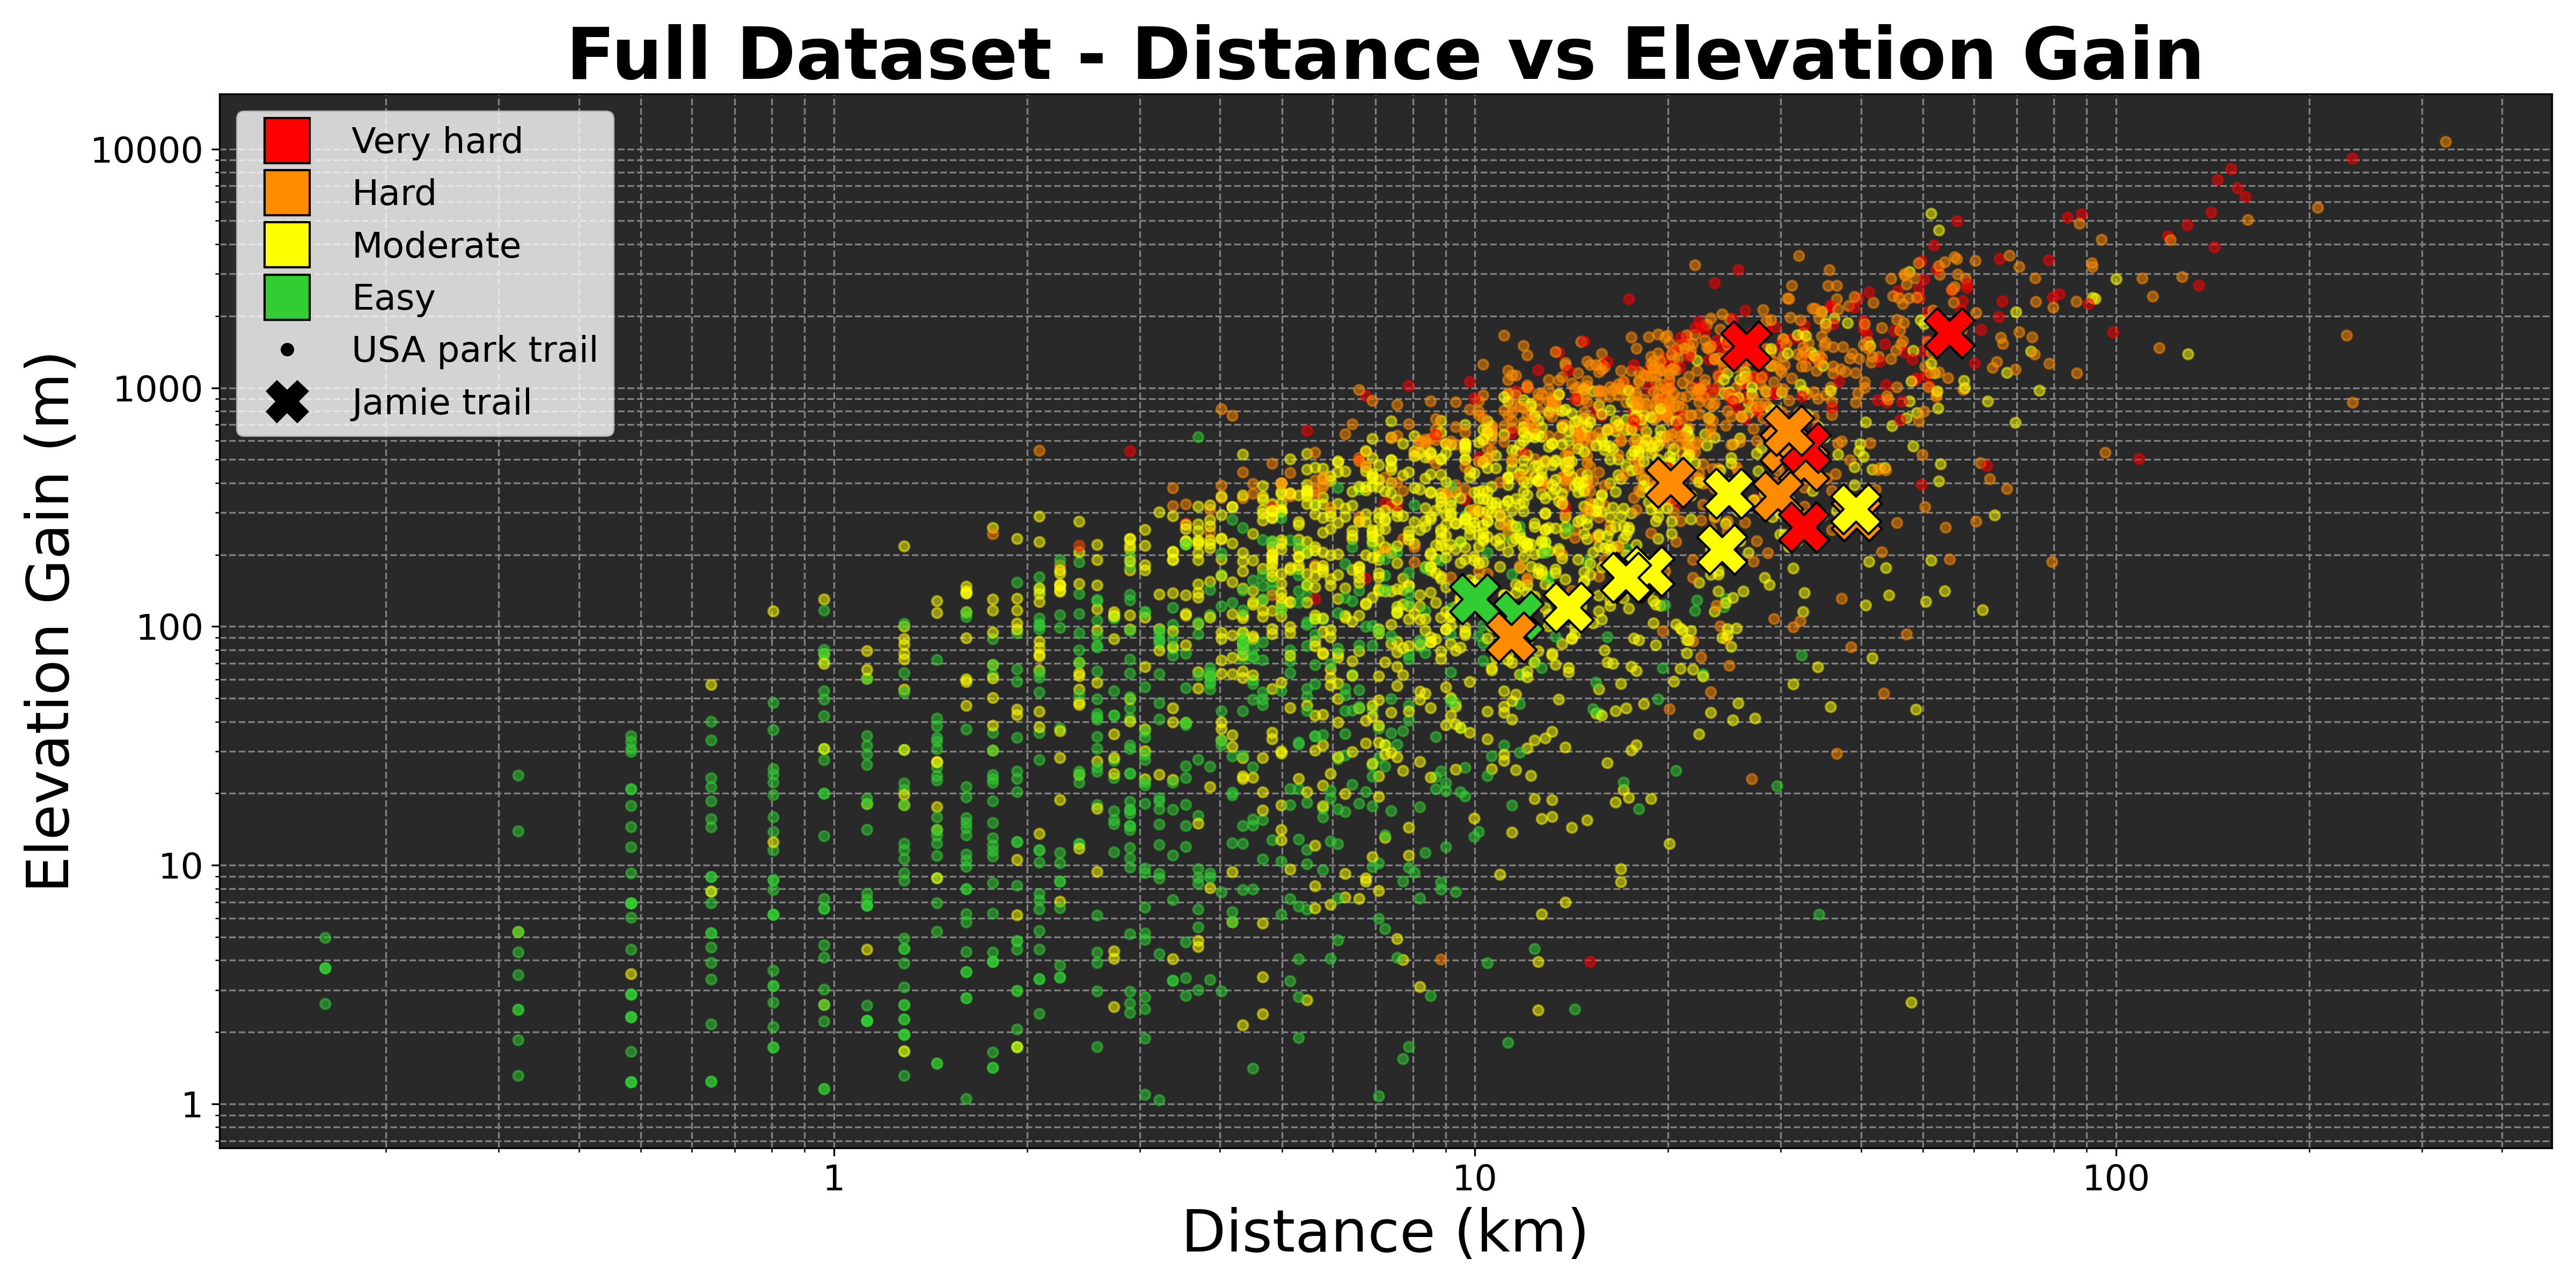 Full Dataset - Distance vs Elevation Gain
Very hard
Hard
Moderate
Easy
USA park trail
Jamie trail
Elevation Gain (m)
10000
1000
100
10
1
1
10
100
Distance (km)